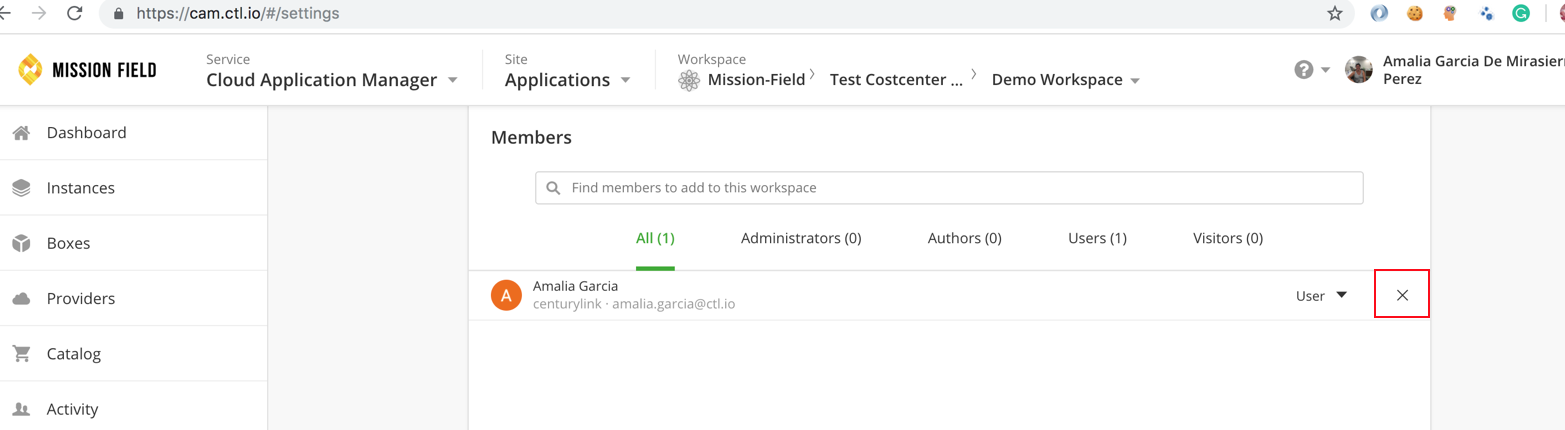 https://cam.ctl.io/#/settings
MISSION FIELD
Service
Cloud Application Manager
Site
Applications
Workspace
Mission-Field
Test Costcenter ...
Demo Workspace
?
Amalia Garcia De Mirasierr
Perez
Dashboard
Instances
Boxes
Providers
Catalog
Activity
Members
Find members to add to this workspace
All (1)
Administrators (0)
Authors (0)
Users (1)
Visitors (0)
A
Amalia Garcia
centurylink · amalia.garcia@ctl.io
User